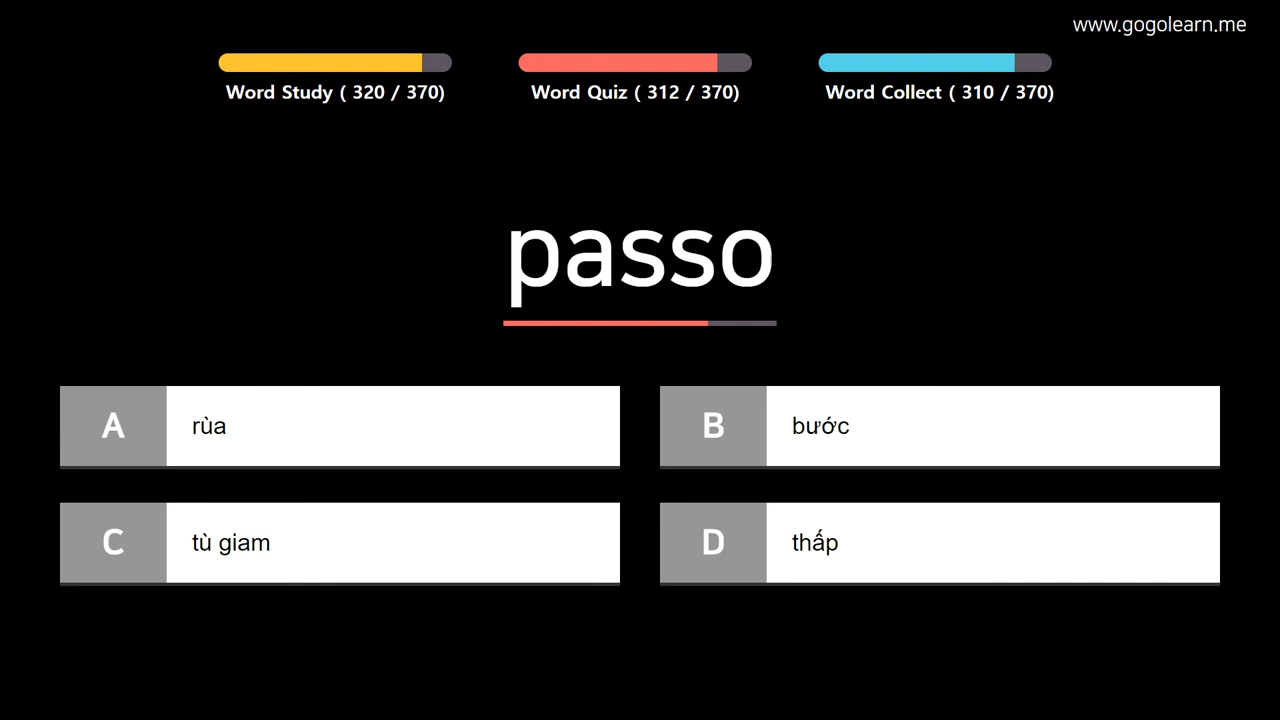 www.gogolearn.me
Word Study ( 320 / 370)
Word Quiz ( 312 / 370)
Word Collect ( 310 / 370)
passo
A rùa
B bước
C tù giam
D thấp